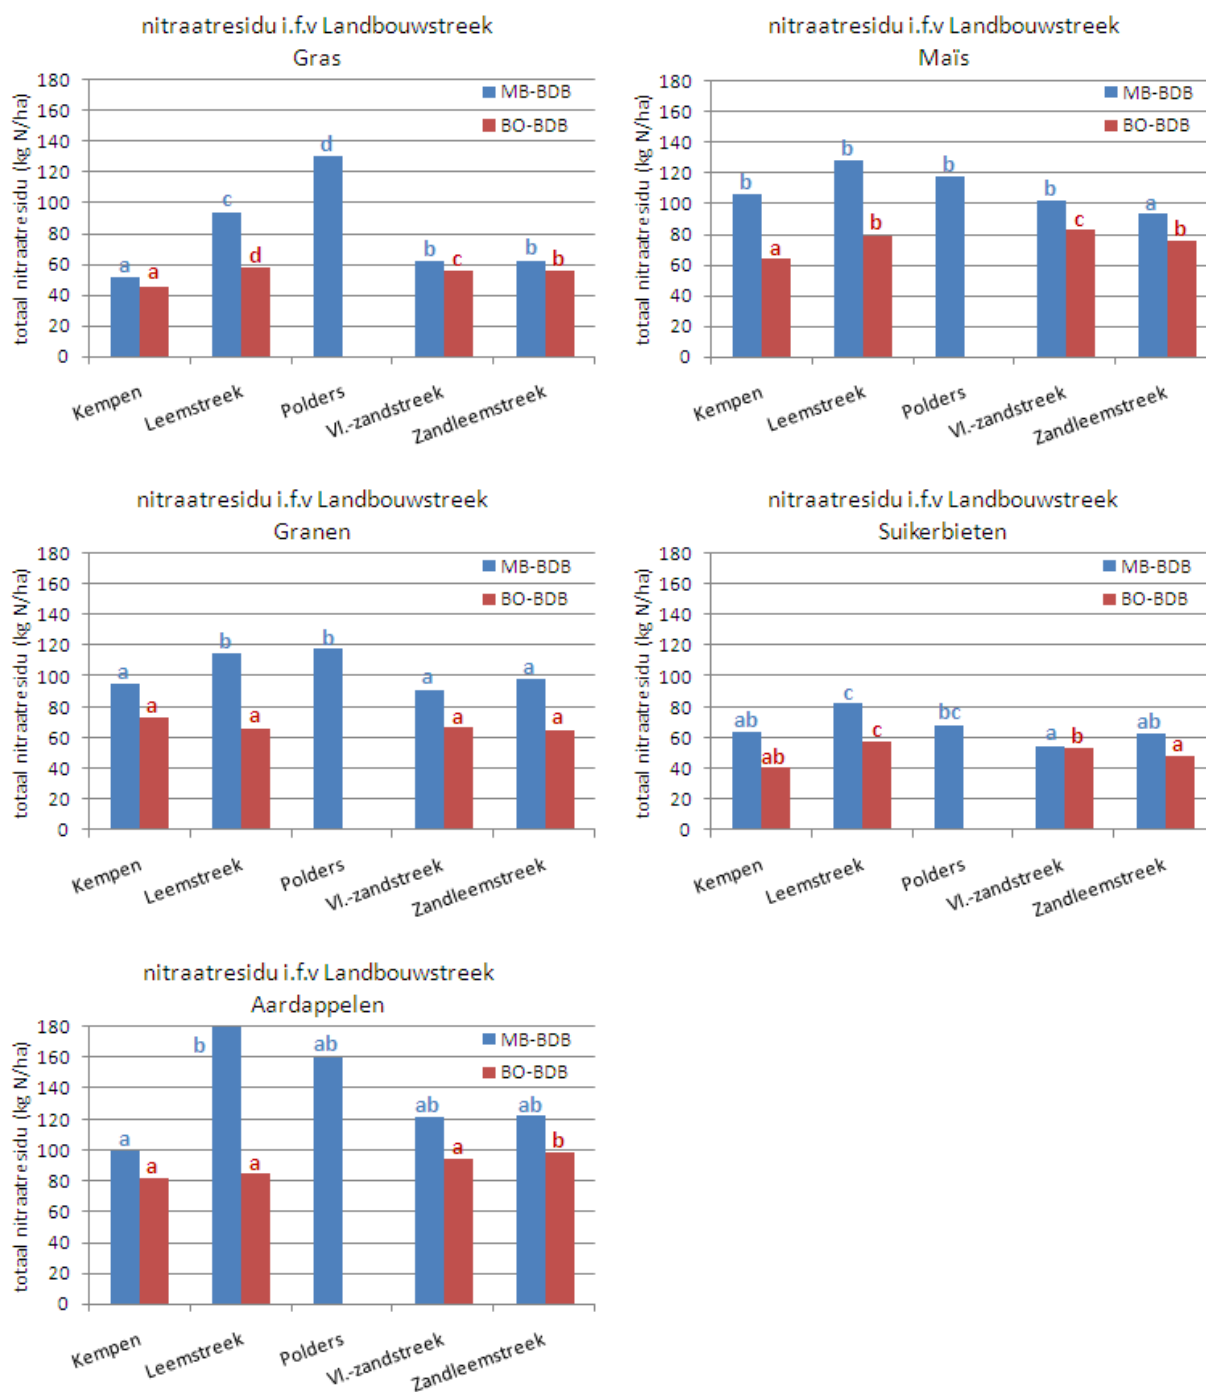 nitraatresidu i.f.v Landbouwstreek
Gras
totaal nitraatresidu (kg N/ha)
180
160
140
120
100
80
60
40
20
0
MB-BDB
BO-BDB
a
a
c
d
d
b
c
b
b
Kempen
Leemstreek
Polders
Vl.-zandstreek
Zandleemstreek
nitraatresidu i.f.v Landbouwstreek
Maïs
totaal nitraatresidu (kg N/ha)
180
160
140
120
100
80
60
40
20
0
MB-BDB
BO-BDB
b
a
b
b
b
b
c
a
b
Kempen
Leemstreek
Polders
Vl.-zandstreek
Zandleemstreek
nitraatresidu i.f.v Landbouwstreek
Granen
totaal nitraatresidu (kg N/ha)
180
160
140
120
100
80
60
40
20
0
MB-BDB
BO-BDB
a
a
b
a
b
a
a
a
a
Kempen
Leemstreek
Polders
Vl.-zandstreek
Zandleemstreek
nitraatresidu i.f.v Landbouwstreek
Suikerbieten
totaal nitraatresidu (kg N/ha)
180
160
140
120
100
80
60
40
20
0
MB-BDB
BO-BDB
ab
ab
c
c
bc
a
b
ab
a
Kempen
Leemstreek
Polders
Vl.-zandstreek
Zandleemstreek
nitraatresidu i.f.v Landbouwstreek
Aardappelen
totaal nitraatresidu (kg N/ha)
180
160
140
120
100
80
60
40
20
0
MB-BDB
BO-BDB
a
a
b
a
ab
ab
a
ab
b
Kempen
Leemstreek
Polders
Vl.-zandstreek
Zandleemstreek